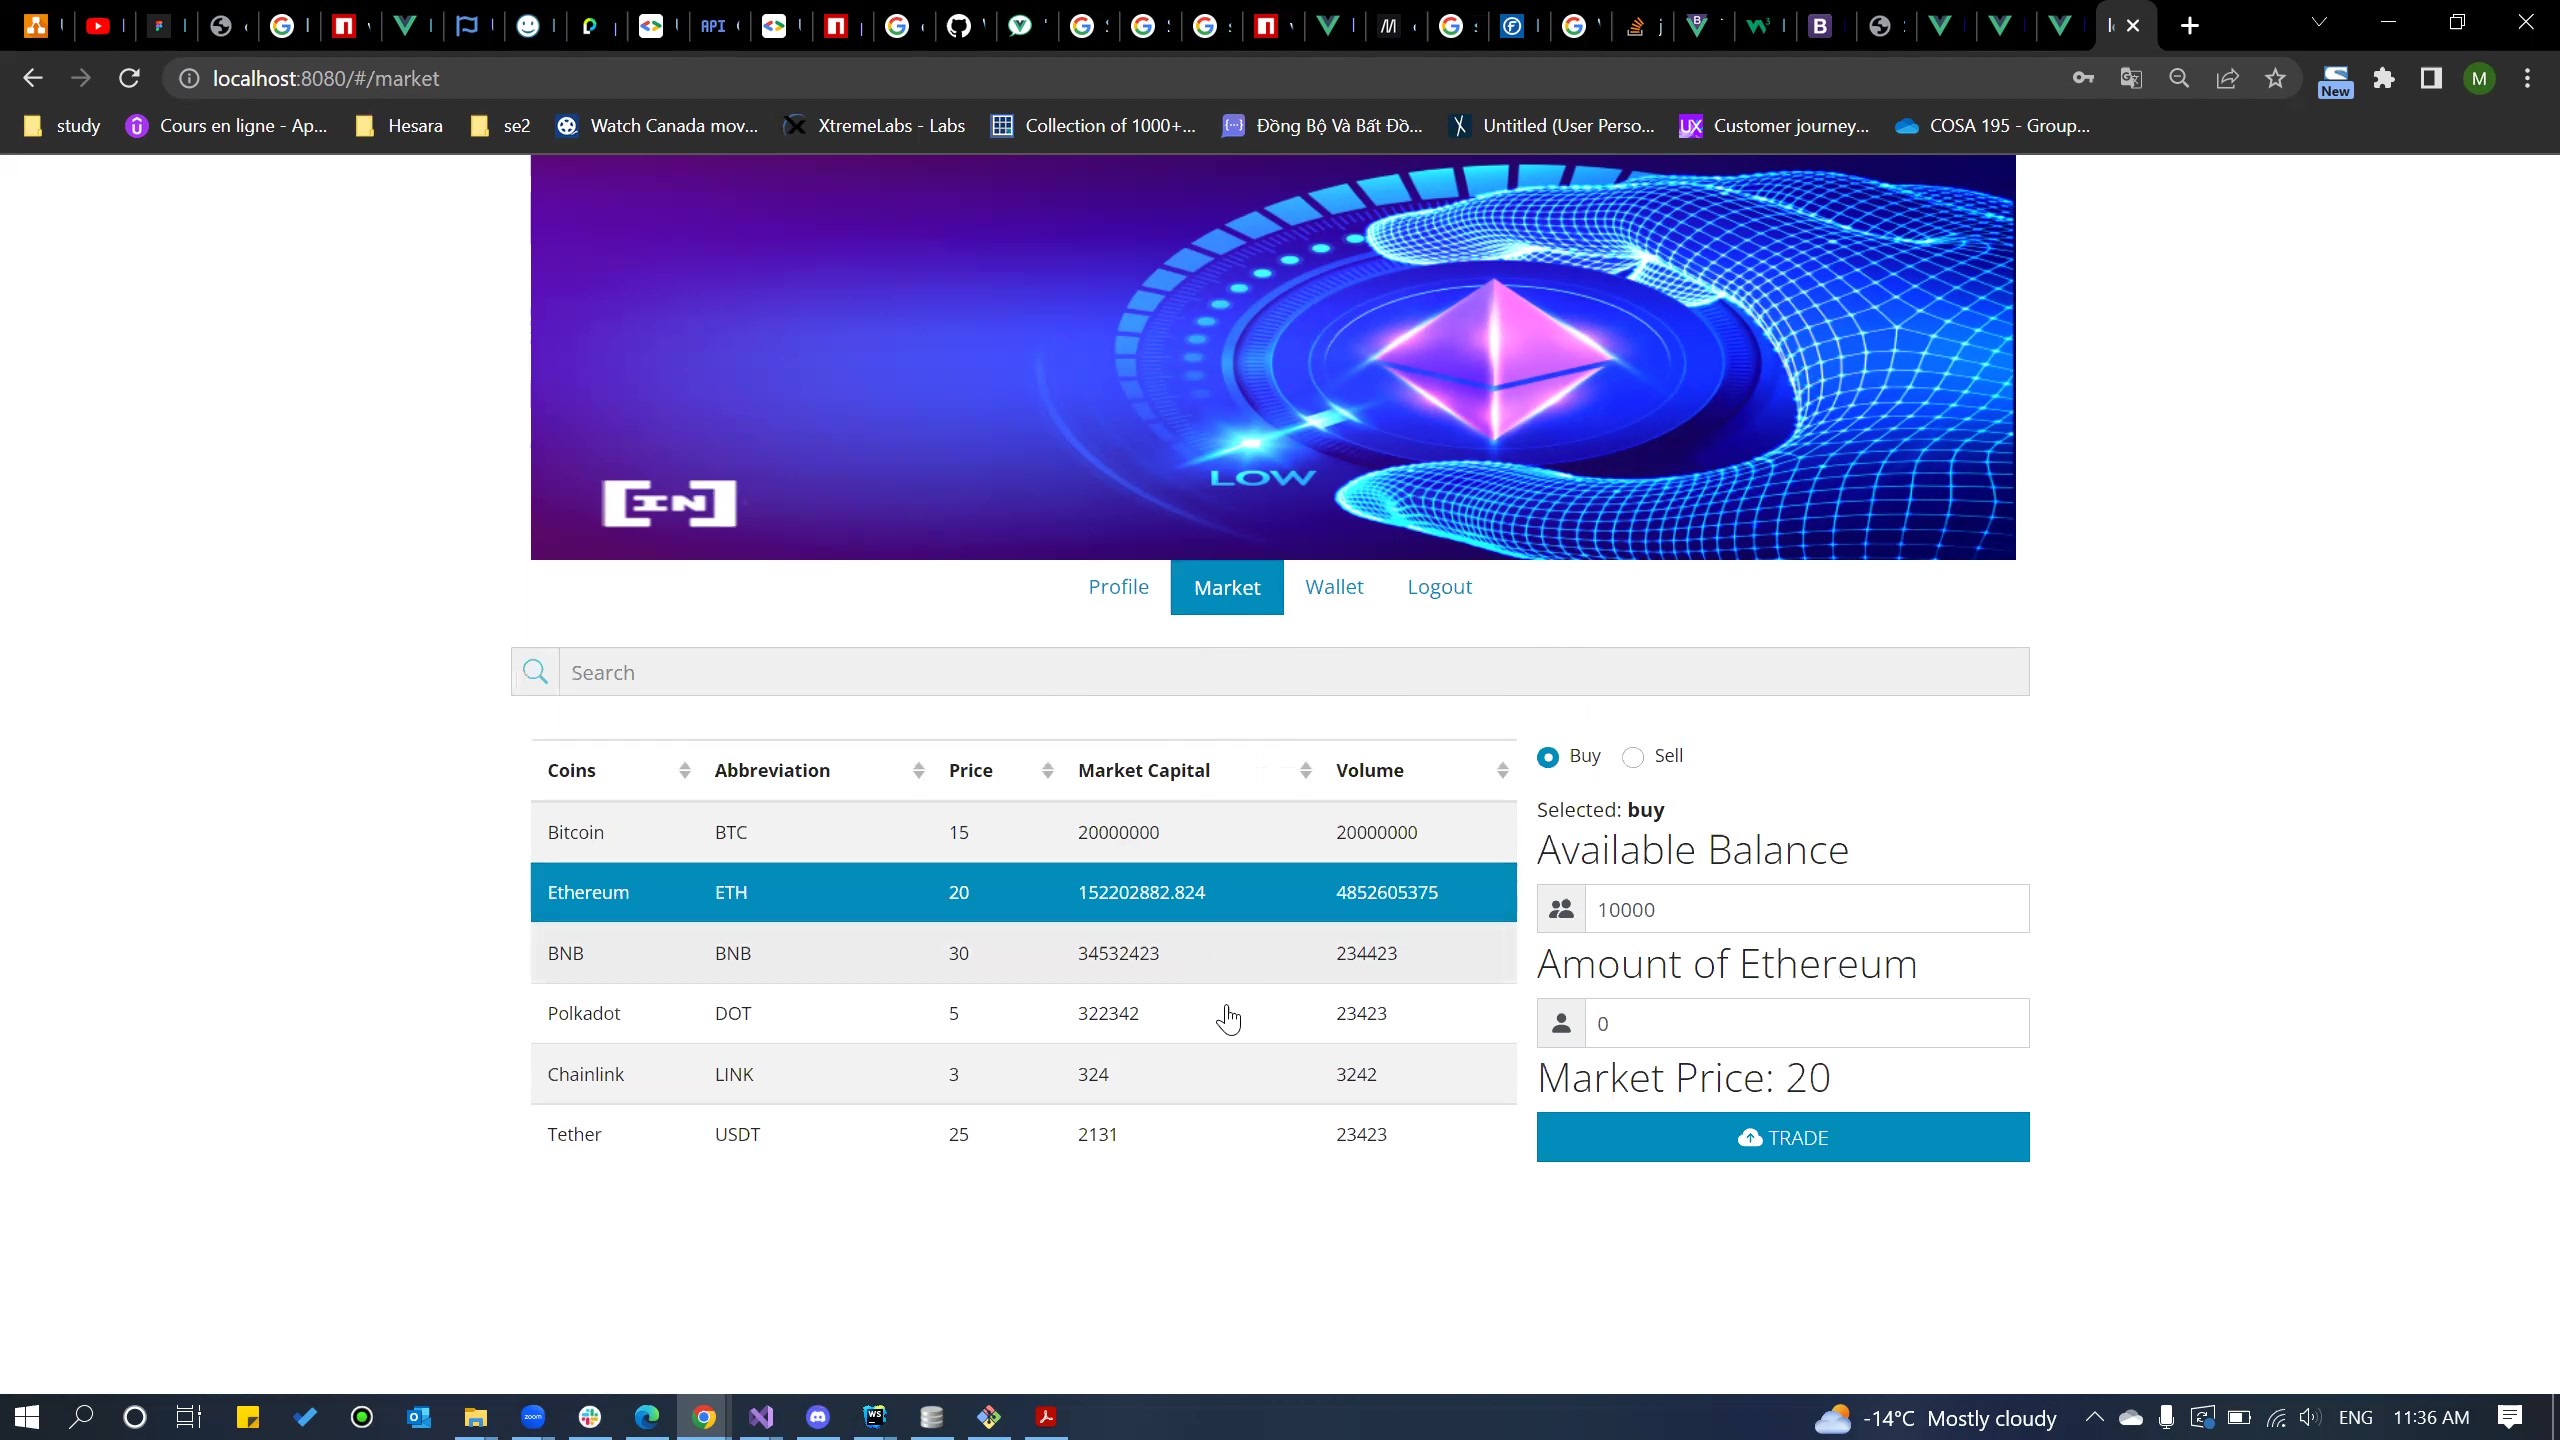 localhost:8080/#/market
study
Cours en ligne - Ap...
Hesara
se2
Watch Canada mov...
XtremeLabs - Labs
Collection of 1000+...
Đồng Bộ Và Bất Đồ...
Untitled (User Perso...
UX
Customer journey...
COSA 195 - Group...
New
M
LOW
[IN]
Profile
Market
Wallet
Logout
Search
Coins Abbreviation Price Market Capital Volume
Bitcoin BTC 15 20000000 20000000
Ethereum ETH 20 152202882.824 4852605375
BNB BNB 30 34532423 234423
Polkadot DOT 5 322342 23423
Chainlink LINK 3 324 3242
Tether USDT 25 2131 23423
Buy Sell
Selected: buy
Available Balance
10000
Amount of Ethereum
0
Market Price: 20
TRADE
-14°C Mostly cloudy
ENG
11:36 AM